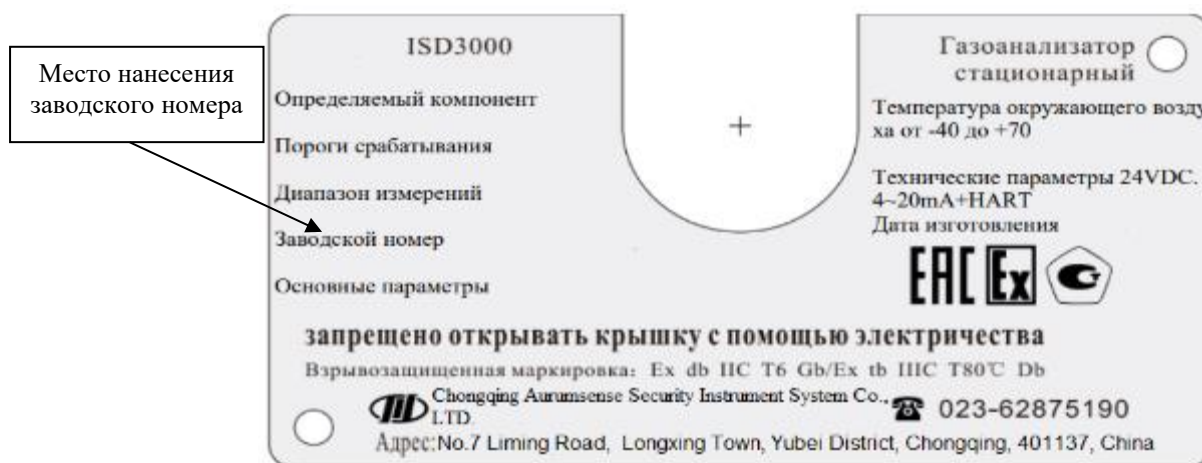 Место нанесения
заводского номера
ISD3000
Определяемый компонент
Пороги срабатывания
Диапазон измерений
Заводской номер
Основные параметры
Газоанализатор
стационарный
Температура окружающего возду
ха от -40 до +70
Технические параметры 24VDC.
4~20mA+HART
Дата изготовления
EAC Ex
запрещено открывать крышку с помощью электричества
Взрывозащищенная маркировка: Ex db IIC T6 Gb/Ex tb IIIC T80℃ Db
Chongqing Aurumsense Security Instrument System Co.,
LTD
☎ 023-62875190
Адрес:No.7 Liming Road, Longxing Town, Yubei District, Chongqing, 401137, China